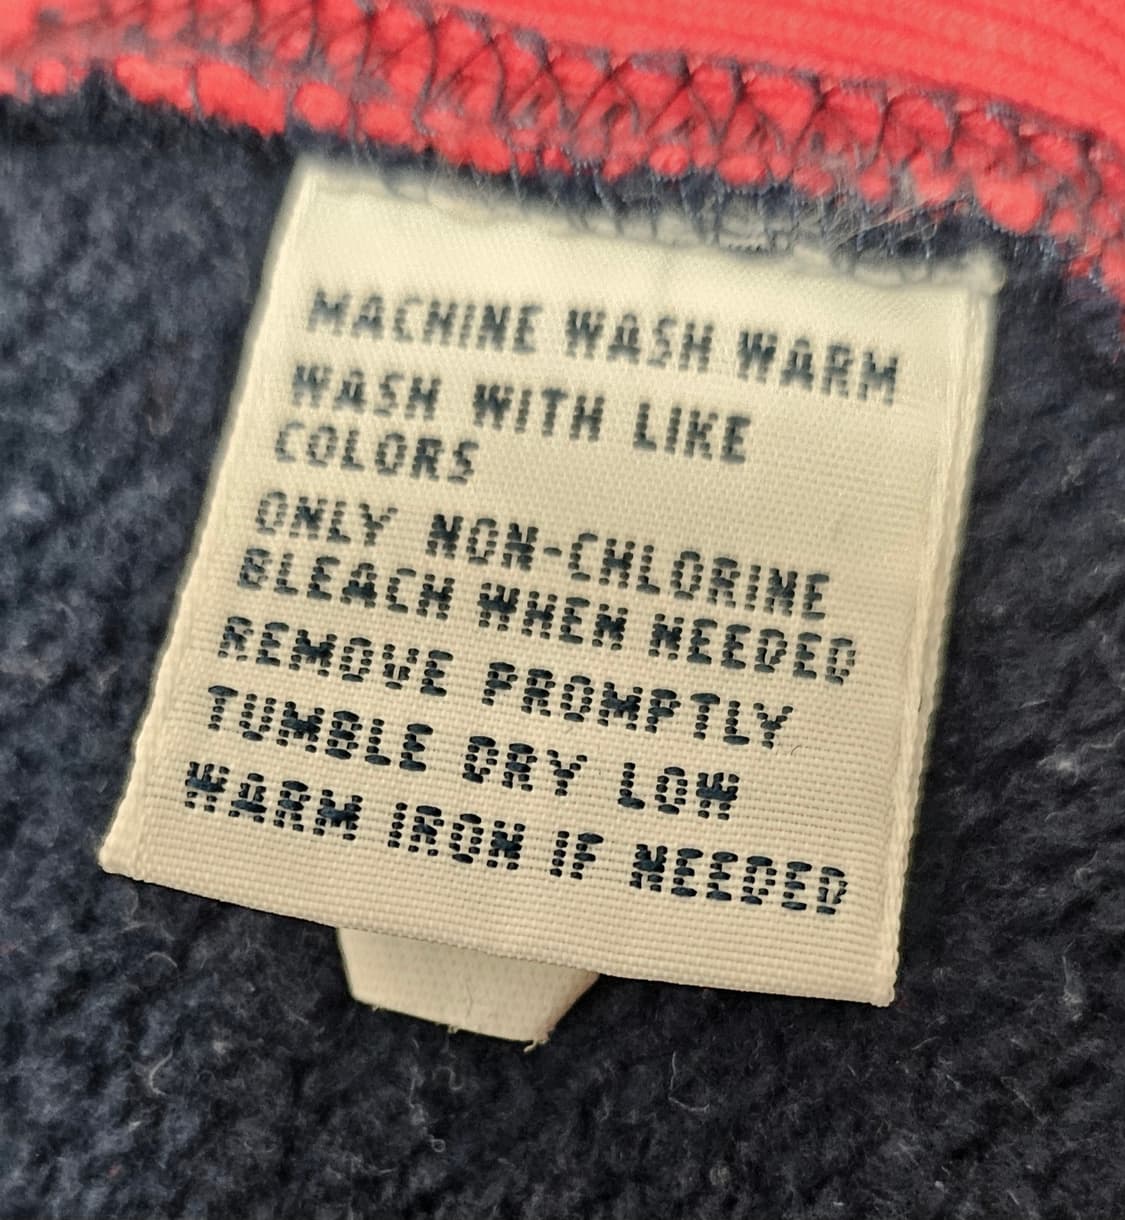 MACHINE WASH WARM
WASH WITH LIKE
COLORS
ONLY NON-CHLORINE
BLEACH WHEN NEEDED
REMOVE PROMPTLY
TUMBLE DRY LOW
WARM IRON IF NEEDED